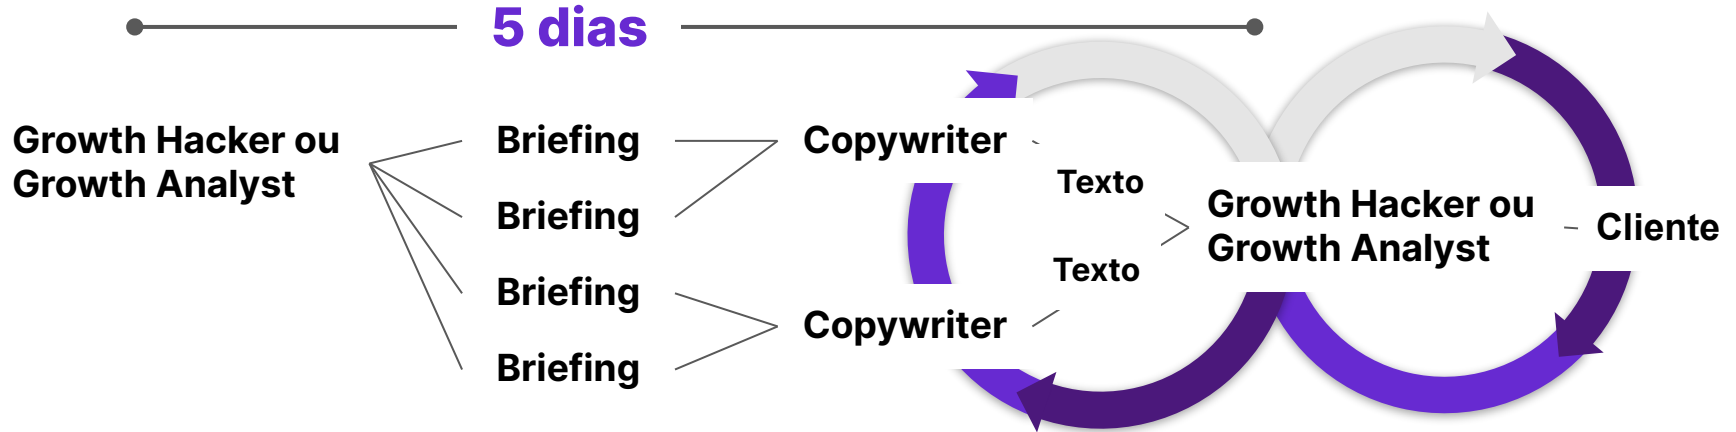 5 dias
Growth Hacker ou
Growth Analyst
Briefing
Briefing
Briefing
Briefing
Copywriter
Copywriter
Texto
Texto
Growth Hacker ou
Growth Analyst
Cliente